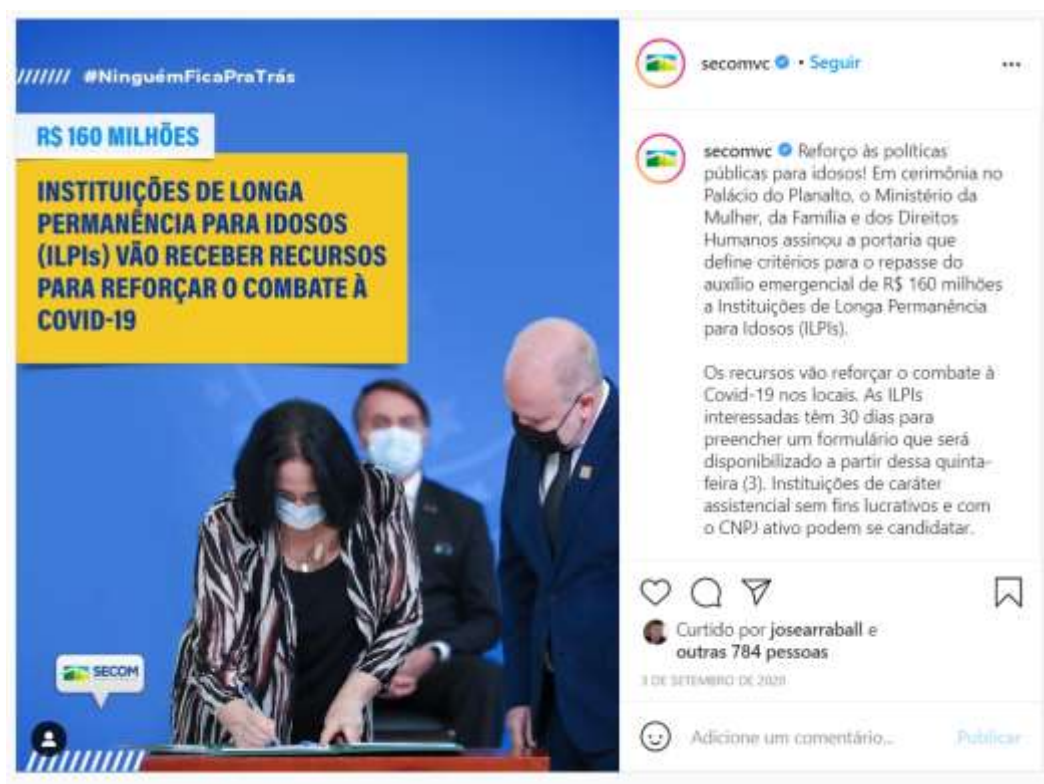 /////// #NinguémFicaPraTrás
R$ 160 MILHÕES
INSTITUIÇÕES DE LONGA
PERMANÊNCIA PARA IDOSOS
(ILPIs) VÃO RECEBER RECURSOS
PARA REFORÇAR O COMBATE À
COVID-19
SECOM
secomvc • Seguir
secomvc Reforço às políticas
públicas para idosos! Em cerimônia no
Palácio do Planalto, o Ministério da
Mulher, da Família e dos Direitos
Humanos assinou a portaria que
define critérios para o repasse do
auxílio emergencial de R$ 160 milhões
a Instituições de Longa Permanência
para Idosos (ILPIs).
Os recursos vão reforçar o combate à
Covid-19 nos locais. As ILPIs
interessadas têm 30 dias para
preencher um formulário que será
disponibilizado a partir dessa quinta-
feira (3). Instituições de caráter
assistencial sem fins lucrativos e com
o CNPJ ativo podem se candidatar.
Curtido por josearraball e
outras 784 pessoas
3 DE SETEMBRO DE 2020
Adicione um comentário... Publicar